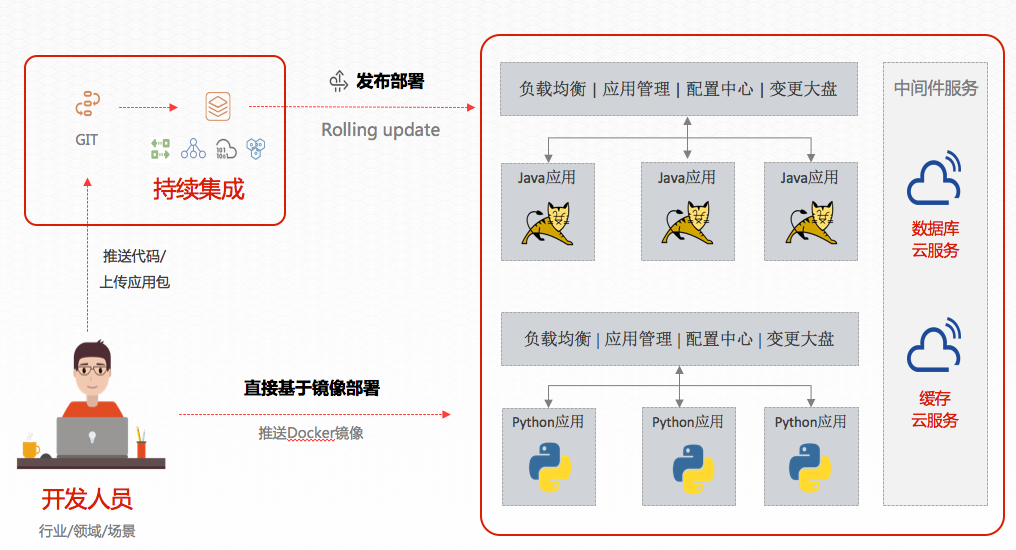 GIT
101
1001
持续集成
推送代码/
上传应用包
开发人员
行业/领域/场景
发布部署
Rolling update
直接基于镜像部署
推送Docker镜像
负载均衡 | 应用管理 | 配置中心 | 变更大盘
Java应用
Java应用
Java应用
负载均衡 | 应用管理 | 配置中心 | 变更大盘
Python应用
Python应用
Python应用
中间件服务
数据库
云服务
缓存
云服务